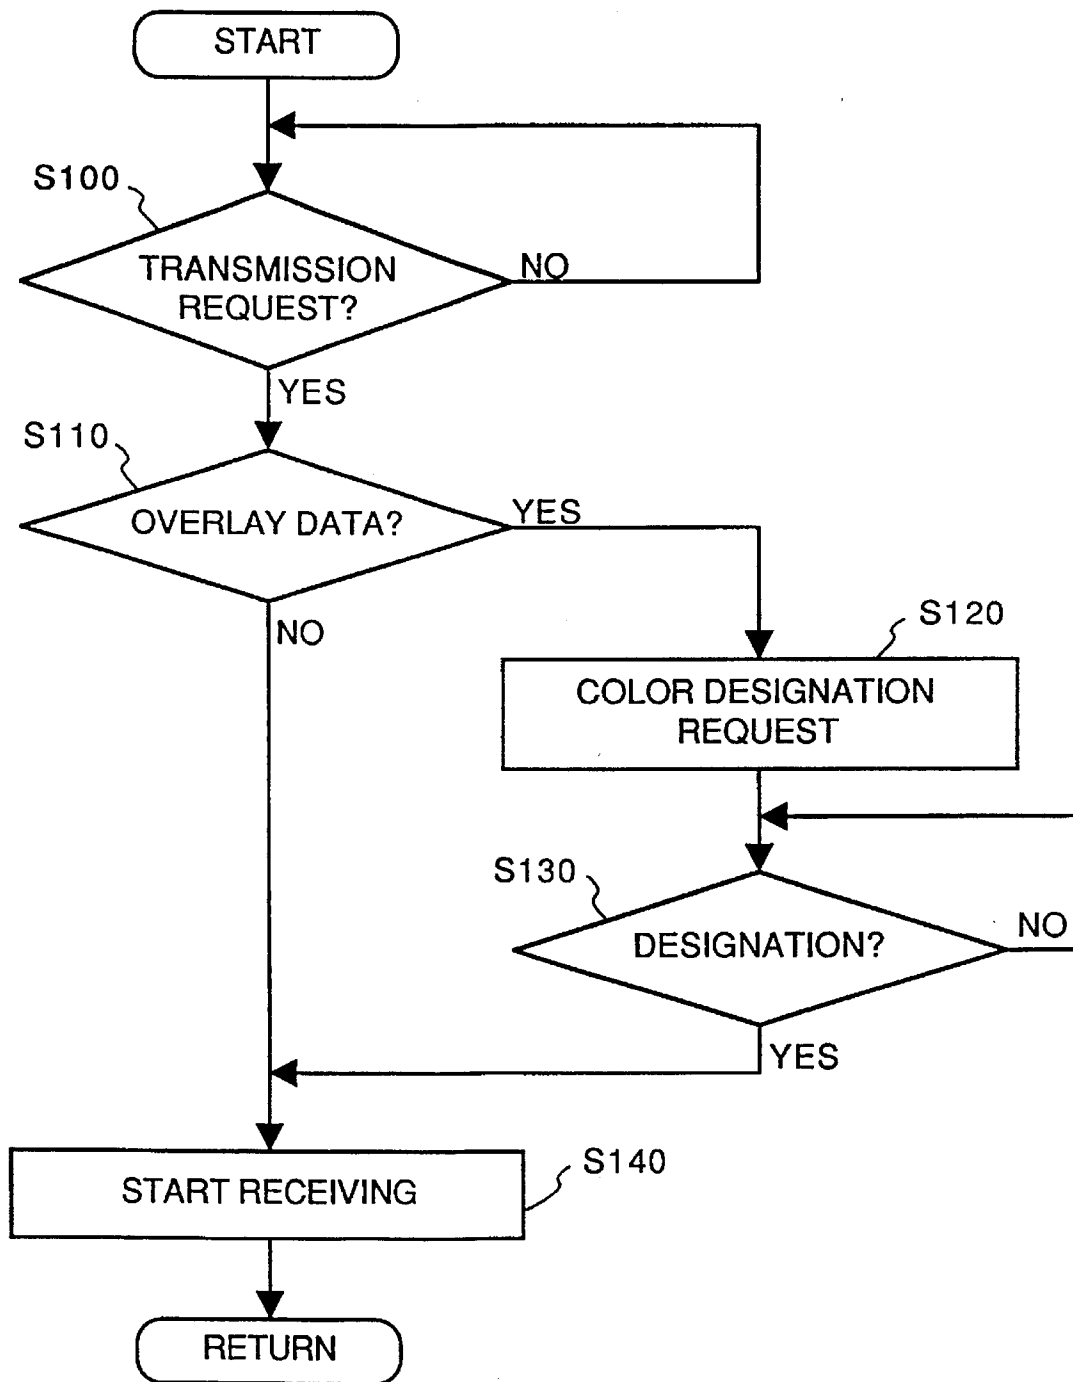 START
S100
TRANSMISSION
REQUEST?
NO
YES
S110
OVERLAY DATA?
YES
NO
S120
COLOR DESIGNATION
REQUEST
S130
DESIGNATION?
NO
YES
S140
START RECEIVING
RETURN